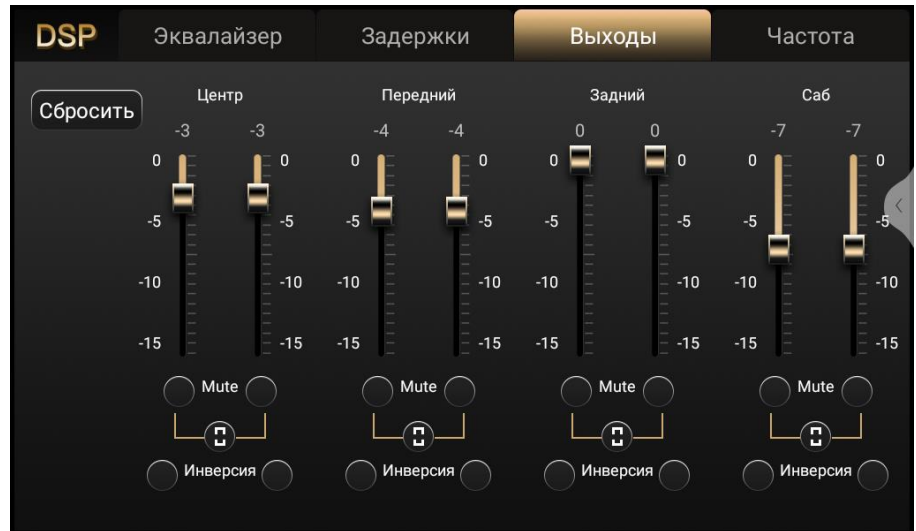 DSP Эквалайзер Задержки Выходы Частота
Сбросить
Центр Передний Задний Саб
-3 -3 -4 -4 0 0 -7 -7
0 0 0 0 0 0 0 0
-5 -5 -5 -5 -5 -5 -5 -5
-10 -10 -10 -10 -10 -10 -10 -10
-15 -15 -15 -15 -15 -15 -15 -15
Mute Mute Mute Mute
Инверсия Инверсия Инверсия Инверсия